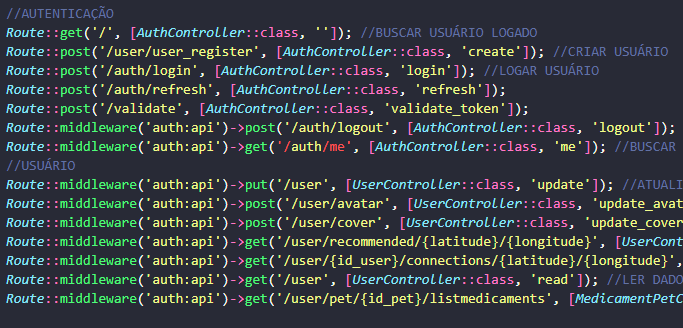 //AUTENTICAÇÃO
Route::get('/', [AuthController::class, '']); //BUSCAR USUÁRIO LOGADO
Route::post('/user/user_register', [AuthController::class, 'create']); //CRIAR USUÁRIO
Route::post('/auth/login', [AuthController::class, 'login']); //LOGAR USUÁRIO
Route::post('/auth/refresh', [AuthController::class, 'refresh']);
Route::post('/validate', [AuthController::class, 'validate_token']);
Route::middleware('auth:api')->post('/auth/logout', [AuthController::class, 'logout']);
Route::middleware('auth:api')->get('/auth/me', [AuthController::class, 'me']); //BUSCAR
//USUÁRIO
Route::middleware('auth:api')->put('/user', [UserController::class, 'update']); //ATUALI
Route::middleware('auth:api')->post('/user/avatar', [UserController::class, 'update_avat
Route::middleware('auth:api')->post('/user/cover', [UserController::class, 'update_cover
Route::middleware('auth:api')->get('/user/recommended/{latitude}/{longitude}', [UserCont
Route::middleware('auth:api')->get('/user/{id_user}/connections/{latitude}/{longitude}',
Route::middleware('auth:api')->get('/user', [UserController::class, 'read']); //LER DADO
Route::middleware('auth:api')->get('/user/pet/{id_pet}/listmedicaments', [MedicamentPetC